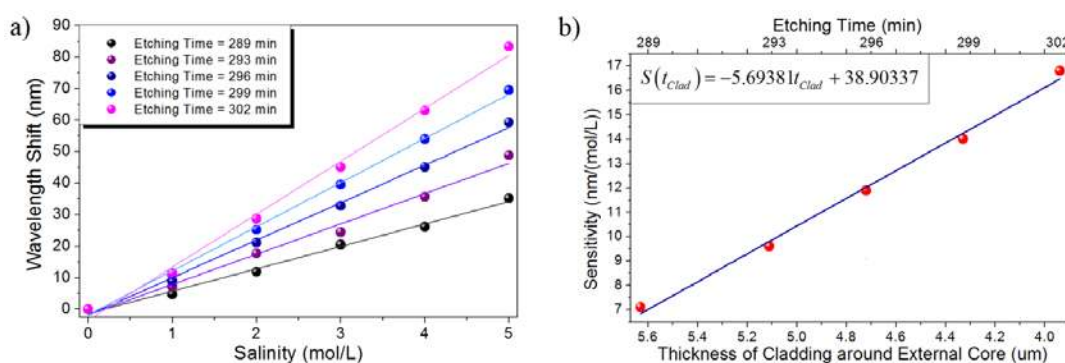 a)
90
80
70
60
50
40
30
20
10
0
Wavelength Shift (nm)
Etching Time = 289 min
Etching Time = 293 min
Etching Time = 296 min
Etching Time = 299 min
Etching Time = 302 min
0 1 2 3 4 5
Salinity (mol/L)
b)
Etching Time (min)
289 293 296 299 302
17
16
15
14
13
12
11
10
9
8
7
Sensitivity (nm/(mol/L))
S(t_Clad) = −5.69381t_Clad + 38.90337
5.6 5.4 5.2 5.0 4.8 4.6 4.4 4.2 4.0
Thickness of Cladding around External Core (um)